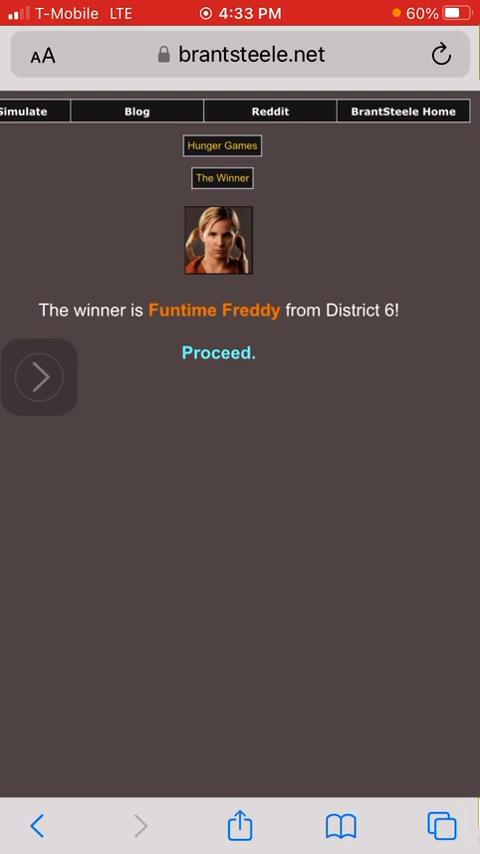 T-Mobile LTE 4:33 PM 60%
AA brantsteele.net
Simulate Blog Reddit BrantSteele Home
Hunger Games
The Winner
The winner is Funtime Freddy from District 6!
Proceed.